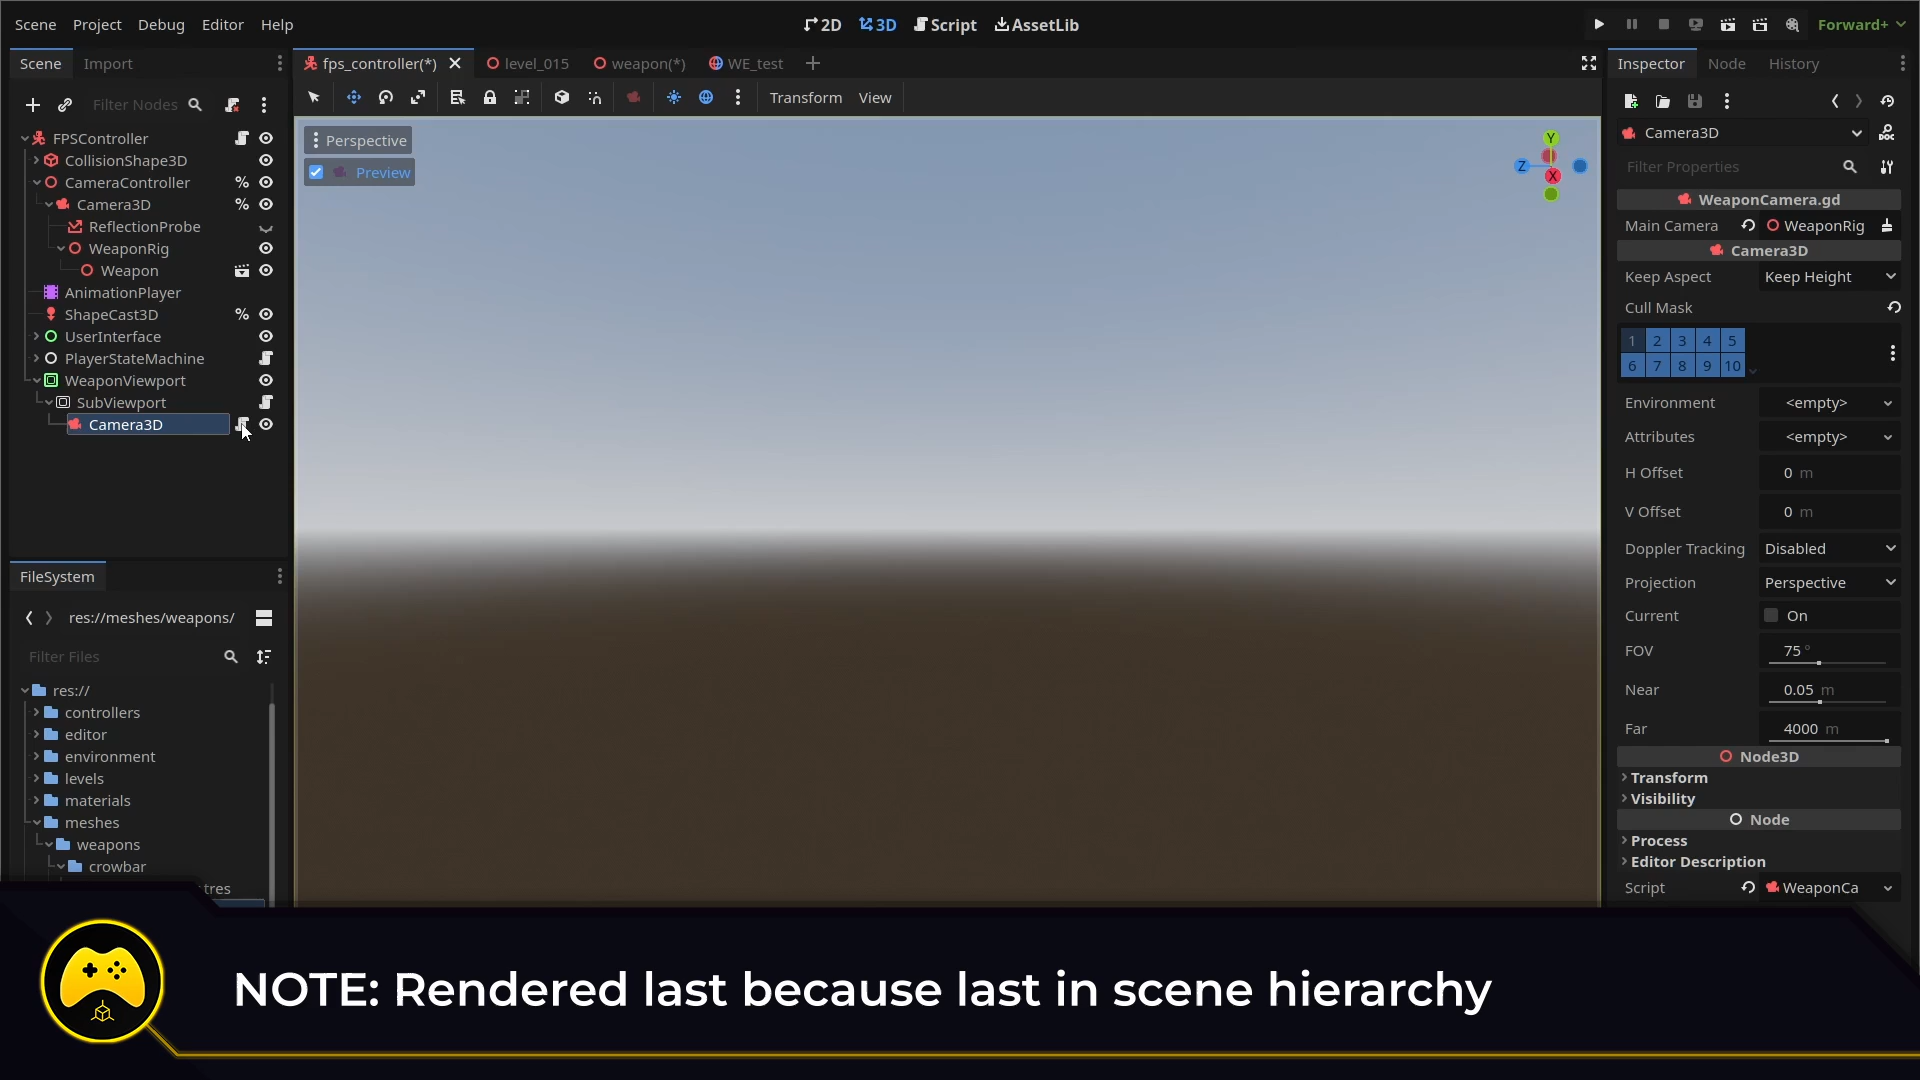 Scene Project Debug Editor Help
2D 3D Script AssetLib
Forward+
Scene Import
fps_controller(*) level_015 weapon(*) WE_test
Inspector Node History
Filter Nodes
Transform View
FPSController
CollisionShape3D
CameraController %
Camera3D %
ReflectionProbe
WeaponRig
Weapon
AnimationPlayer
ShapeCast3D %
UserInterface
PlayerStateMachine
WeaponViewport
SubViewport
Camera3D
Perspective
Preview
Y
Z
X
Camera3D
Filter Properties
WeaponCamera.gd
Main Camera WeaponRig
Camera3D
Keep Aspect Keep Height
Cull Mask
1 2 3 4 5
6 7 8 9 10
Environment <empty>
Attributes <empty>
H Offset 0 m
V Offset 0 m
Doppler Tracking Disabled
Projection Perspective
Current On
FOV 75 °
Near 0.05 m
Far 4000 m
Node3D
Transform
Visibility
Node
Process
Editor Description
Script WeaponCa
FileSystem
res://meshes/weapons/
Filter Files
res://
controllers
editor
environment
levels
materials
meshes
weapons
crowbar
tres
NOTE: Rendered last because last in scene hierarchy